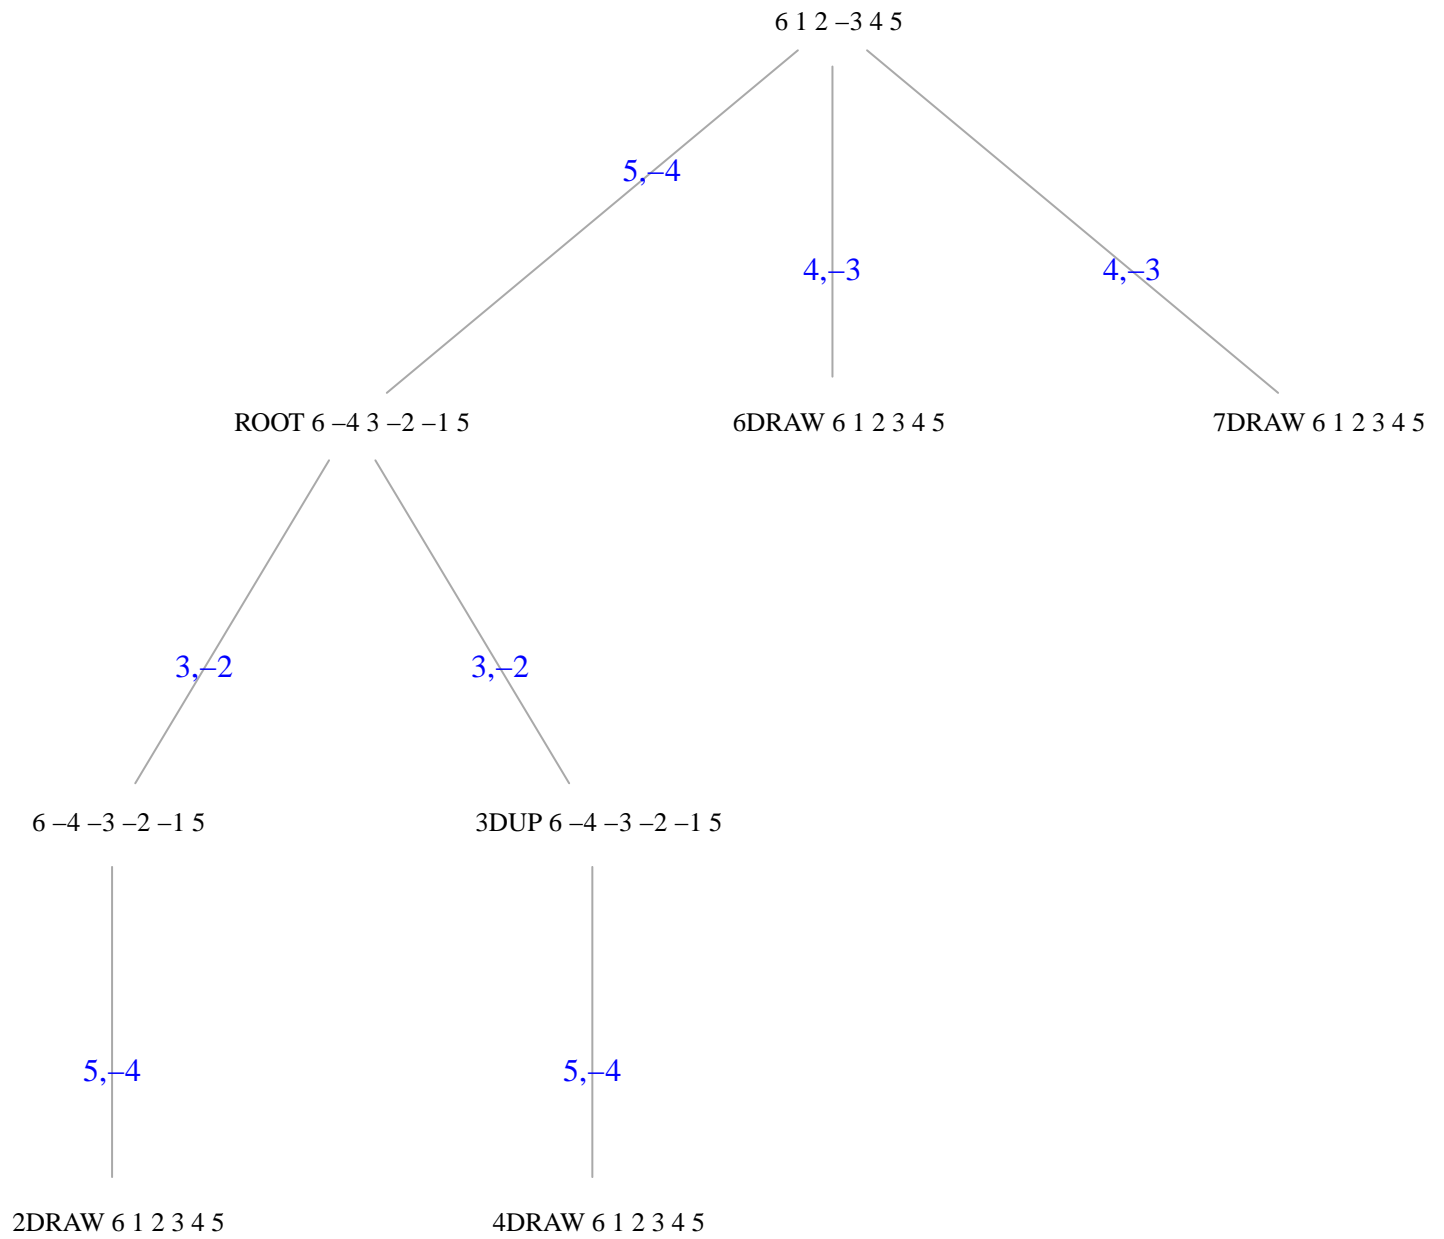 6 1 2 –3 4 5
5,–4
4,–3
4,–3
ROOT 6 –4 3 –2 –1 5
6DRAW 6 1 2 3 4 5
7DRAW 6 1 2 3 4 5
3,–2
3,–2
6 –4 –3 –2 –1 5
3DUP 6 –4 –3 –2 –1 5
5,–4
5,–4
2DRAW 6 1 2 3 4 5
4DRAW 6 1 2 3 4 5